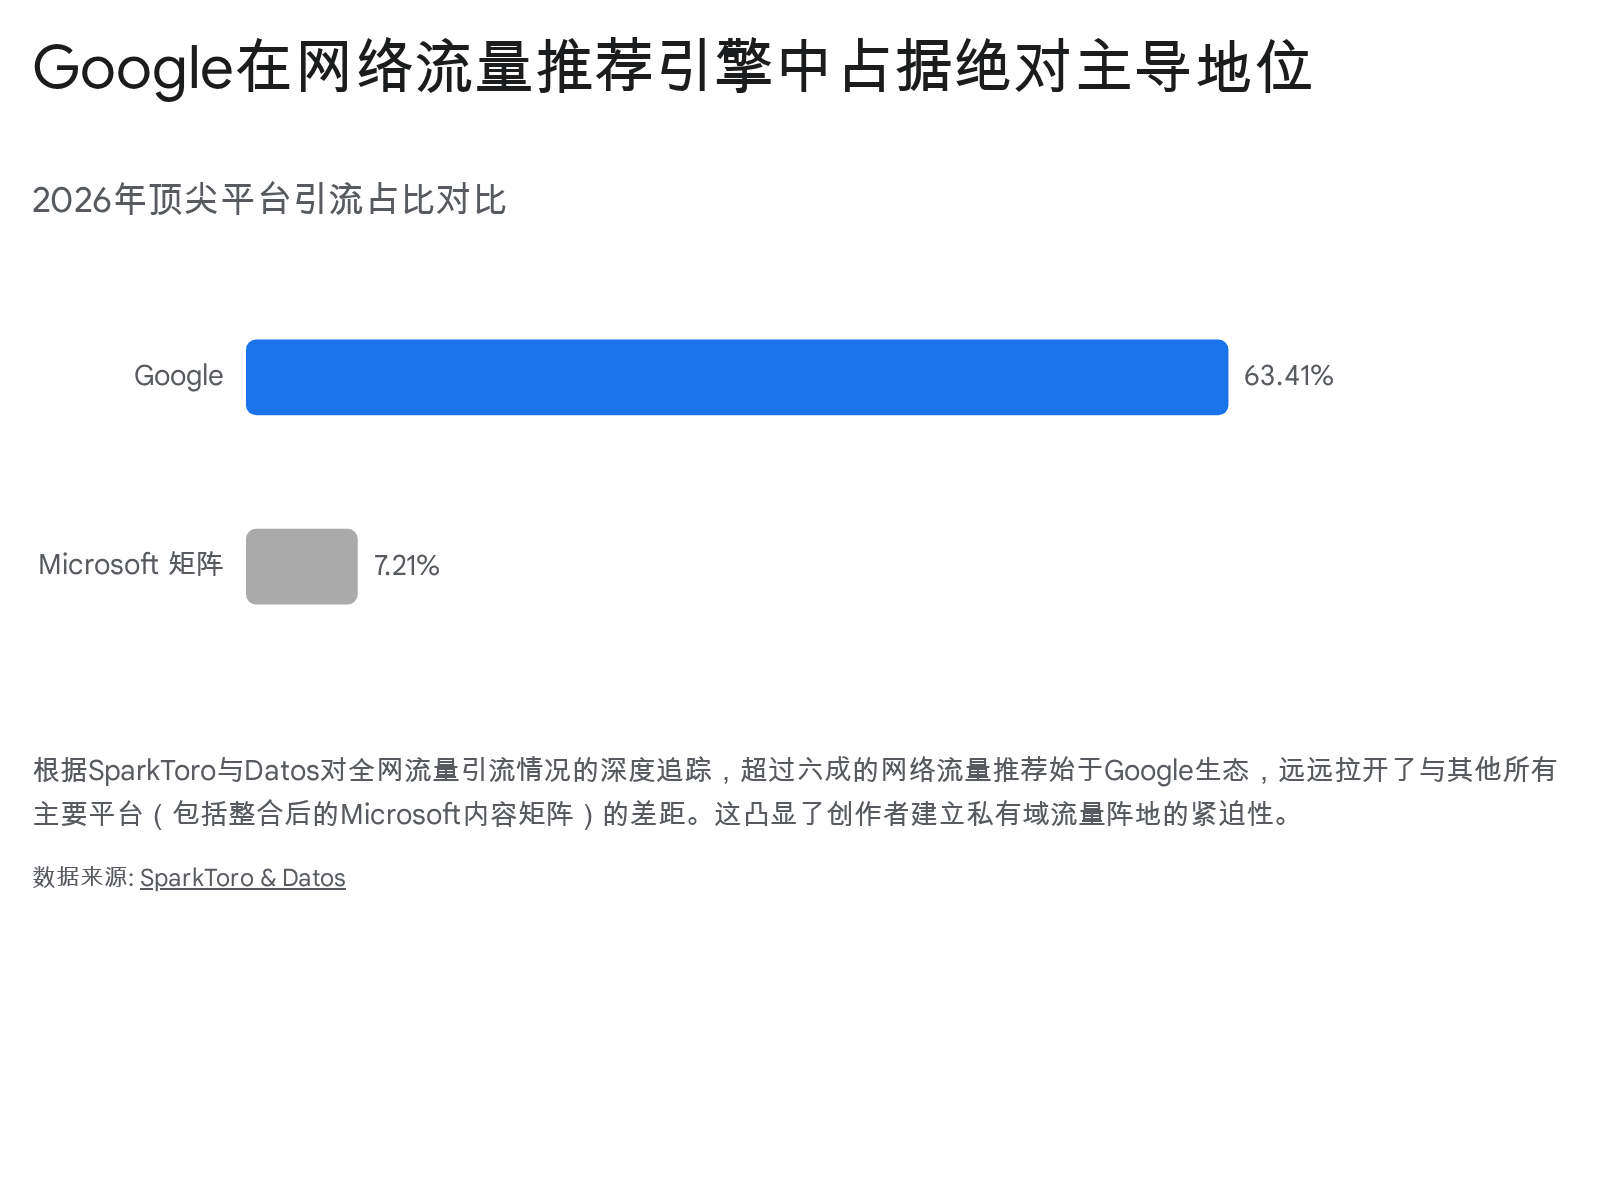 Google在网络流量推荐引擎中占据绝对主导地位
2026年顶尖平台引流占比对比
Google
63.41%
Microsoft 矩阵
7.21%
根据SparkToro与Datos对全网流量引流情况的深度追踪，超过六成的网络流量推荐始于Google生态，远远拉开了与其他所有
主要平台（包括整合后的Microsoft内容矩阵）的差距。这凸显了创作者建立私有域流量阵地的紧迫性。
数据来源: SparkToro & Datos